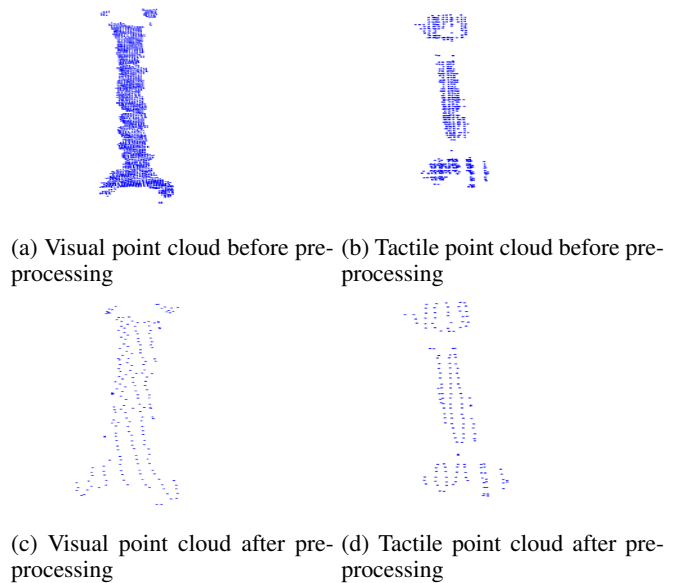 (a) Visual point cloud before pre-
processing
(b) Tactile point cloud before pre-
processing
(c) Visual point cloud after pre-
processing
(d) Tactile point cloud after pre-
processing